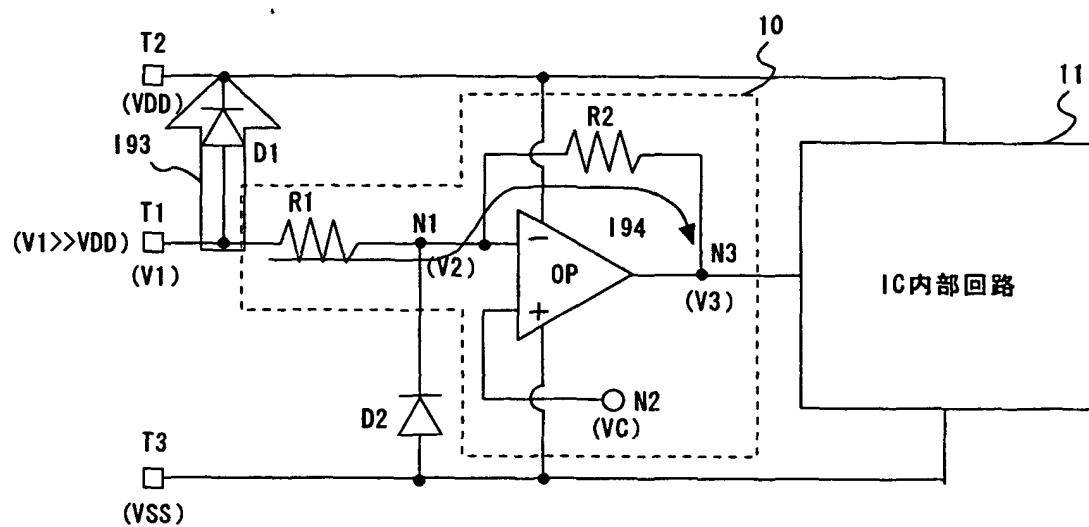 10
T2
11
(VDD)
R2
D1
I93
T1
R1
N1
I94
N3
(V1>>VDD)
−
(V1)
(V2)
OP
(V3)
IC内部回路
+
N2
D2
(VC)
T3
(VSS)